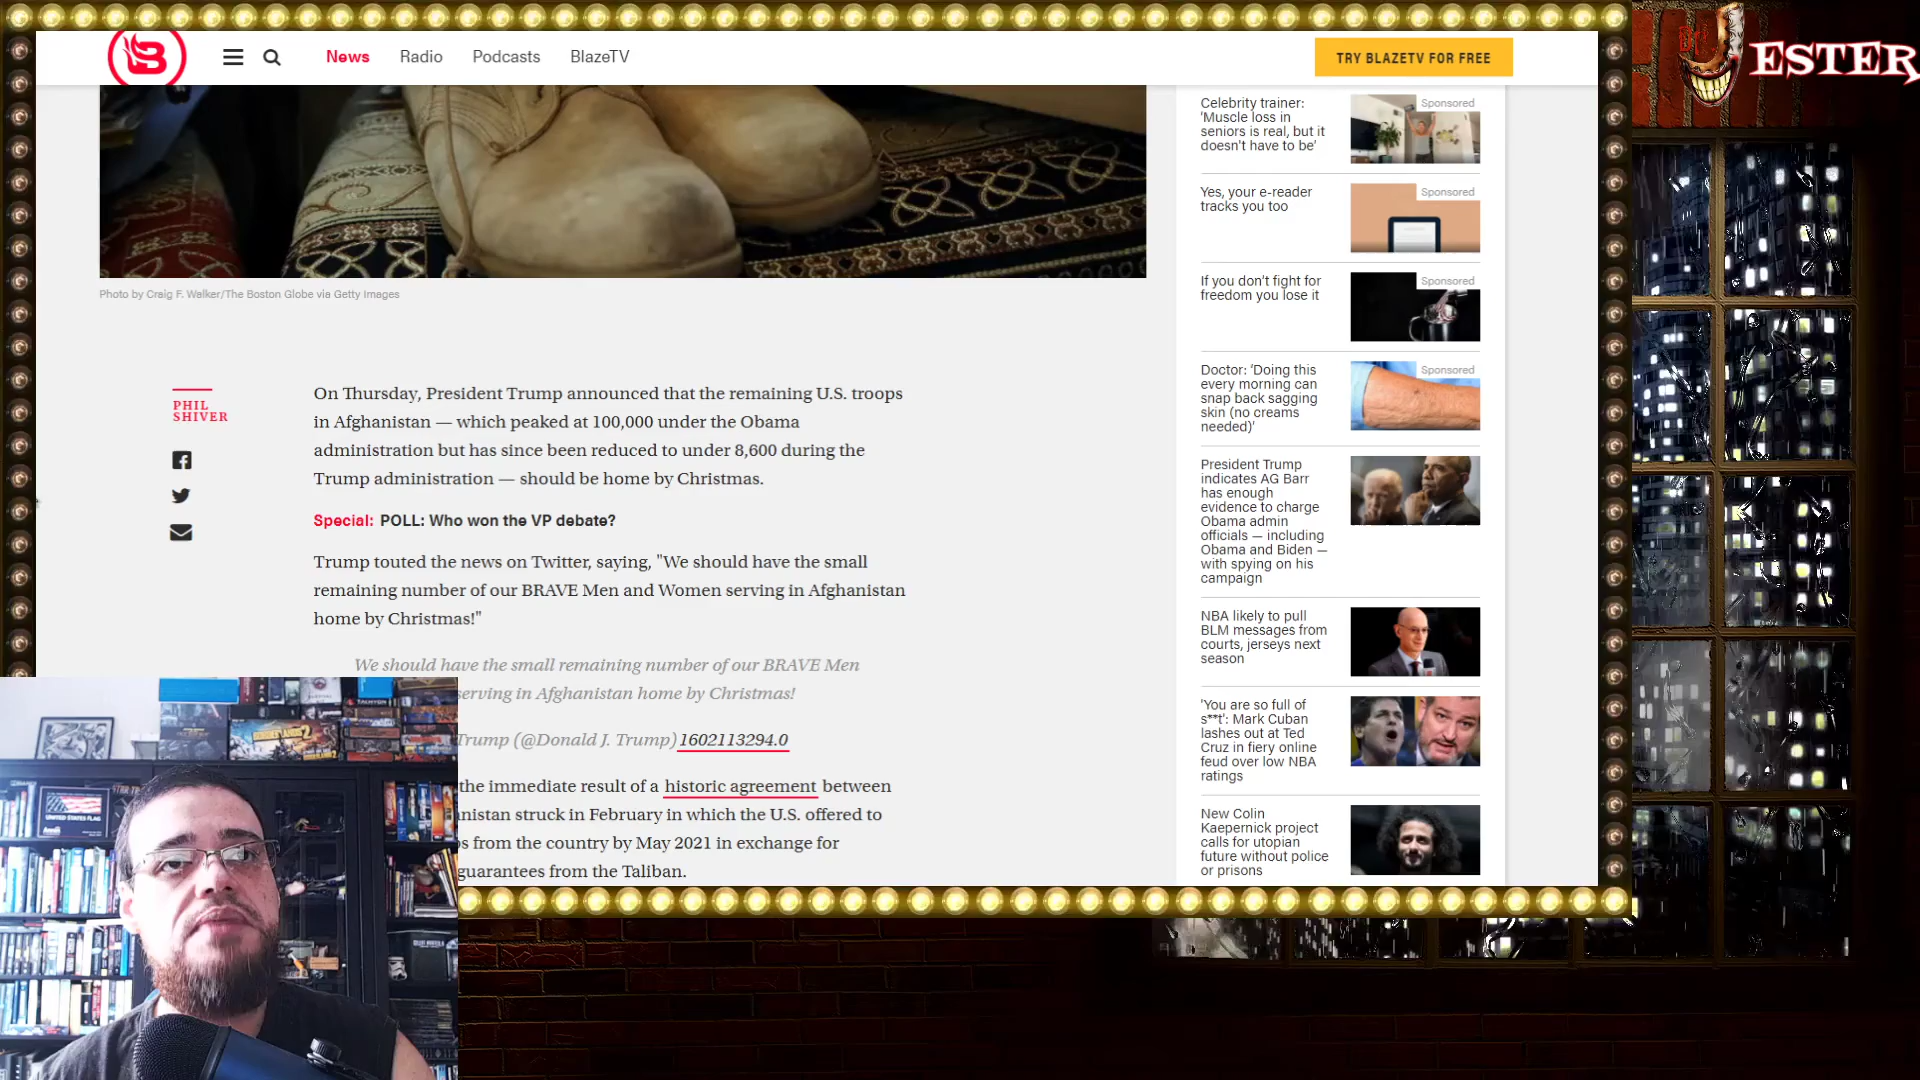 News
Radio
Podcasts
BlazeTV
TRY BLAZETV FOR FREE
ESTER
Photo by Craig F. Walker/The Boston Globe via Getty Images
PHIL
SHIVER
On Thursday, President Trump announced that the remaining U.S. troops
in Afghanistan — which peaked at 100,000 under the Obama
administration but has since been reduced to under 8,600 during the
Trump administration — should be home by Christmas.
Special: POLL: Who won the VP debate?
Trump touted the news on Twitter, saying, "We should have the small
remaining number of our BRAVE Men and Women serving in Afghanistan
home by Christmas!"
We should have the small remaining number of our BRAVE Men
serving in Afghanistan home by Christmas!
Trump (@Donald J. Trump)1602113294.0
the immediate result of a historic agreement between
nistan struck in February in which the U.S. offered to
s from the country by May 2021 in exchange for
guarantees from the Taliban.
Celebrity trainer:
'Muscle loss in
seniors is real, but it
doesn't have to be'
Sponsored
Yes, your e-reader
tracks you too
Sponsored
If you don't fight for
freedom you lose it
Sponsored
Doctor: 'Doing this
every morning can
snap back sagging
skin (no creams
needed)'
Sponsored
President Trump
indicates AG Barr
has enough
evidence to charge
Obama admin
officials — including
Obama and Biden —
with spying on his
campaign
NBA likely to pull
BLM messages from
courts, jerseys next
season
'You are so full of
s**t': Mark Cuban
lashes out at Ted
Cruz in fiery online
feud over low NBA
ratings
New Colin
Kaepernick project
calls for utopian
future without police
or prisons
BORDERLANDS 2
UNITED STATES FLAG